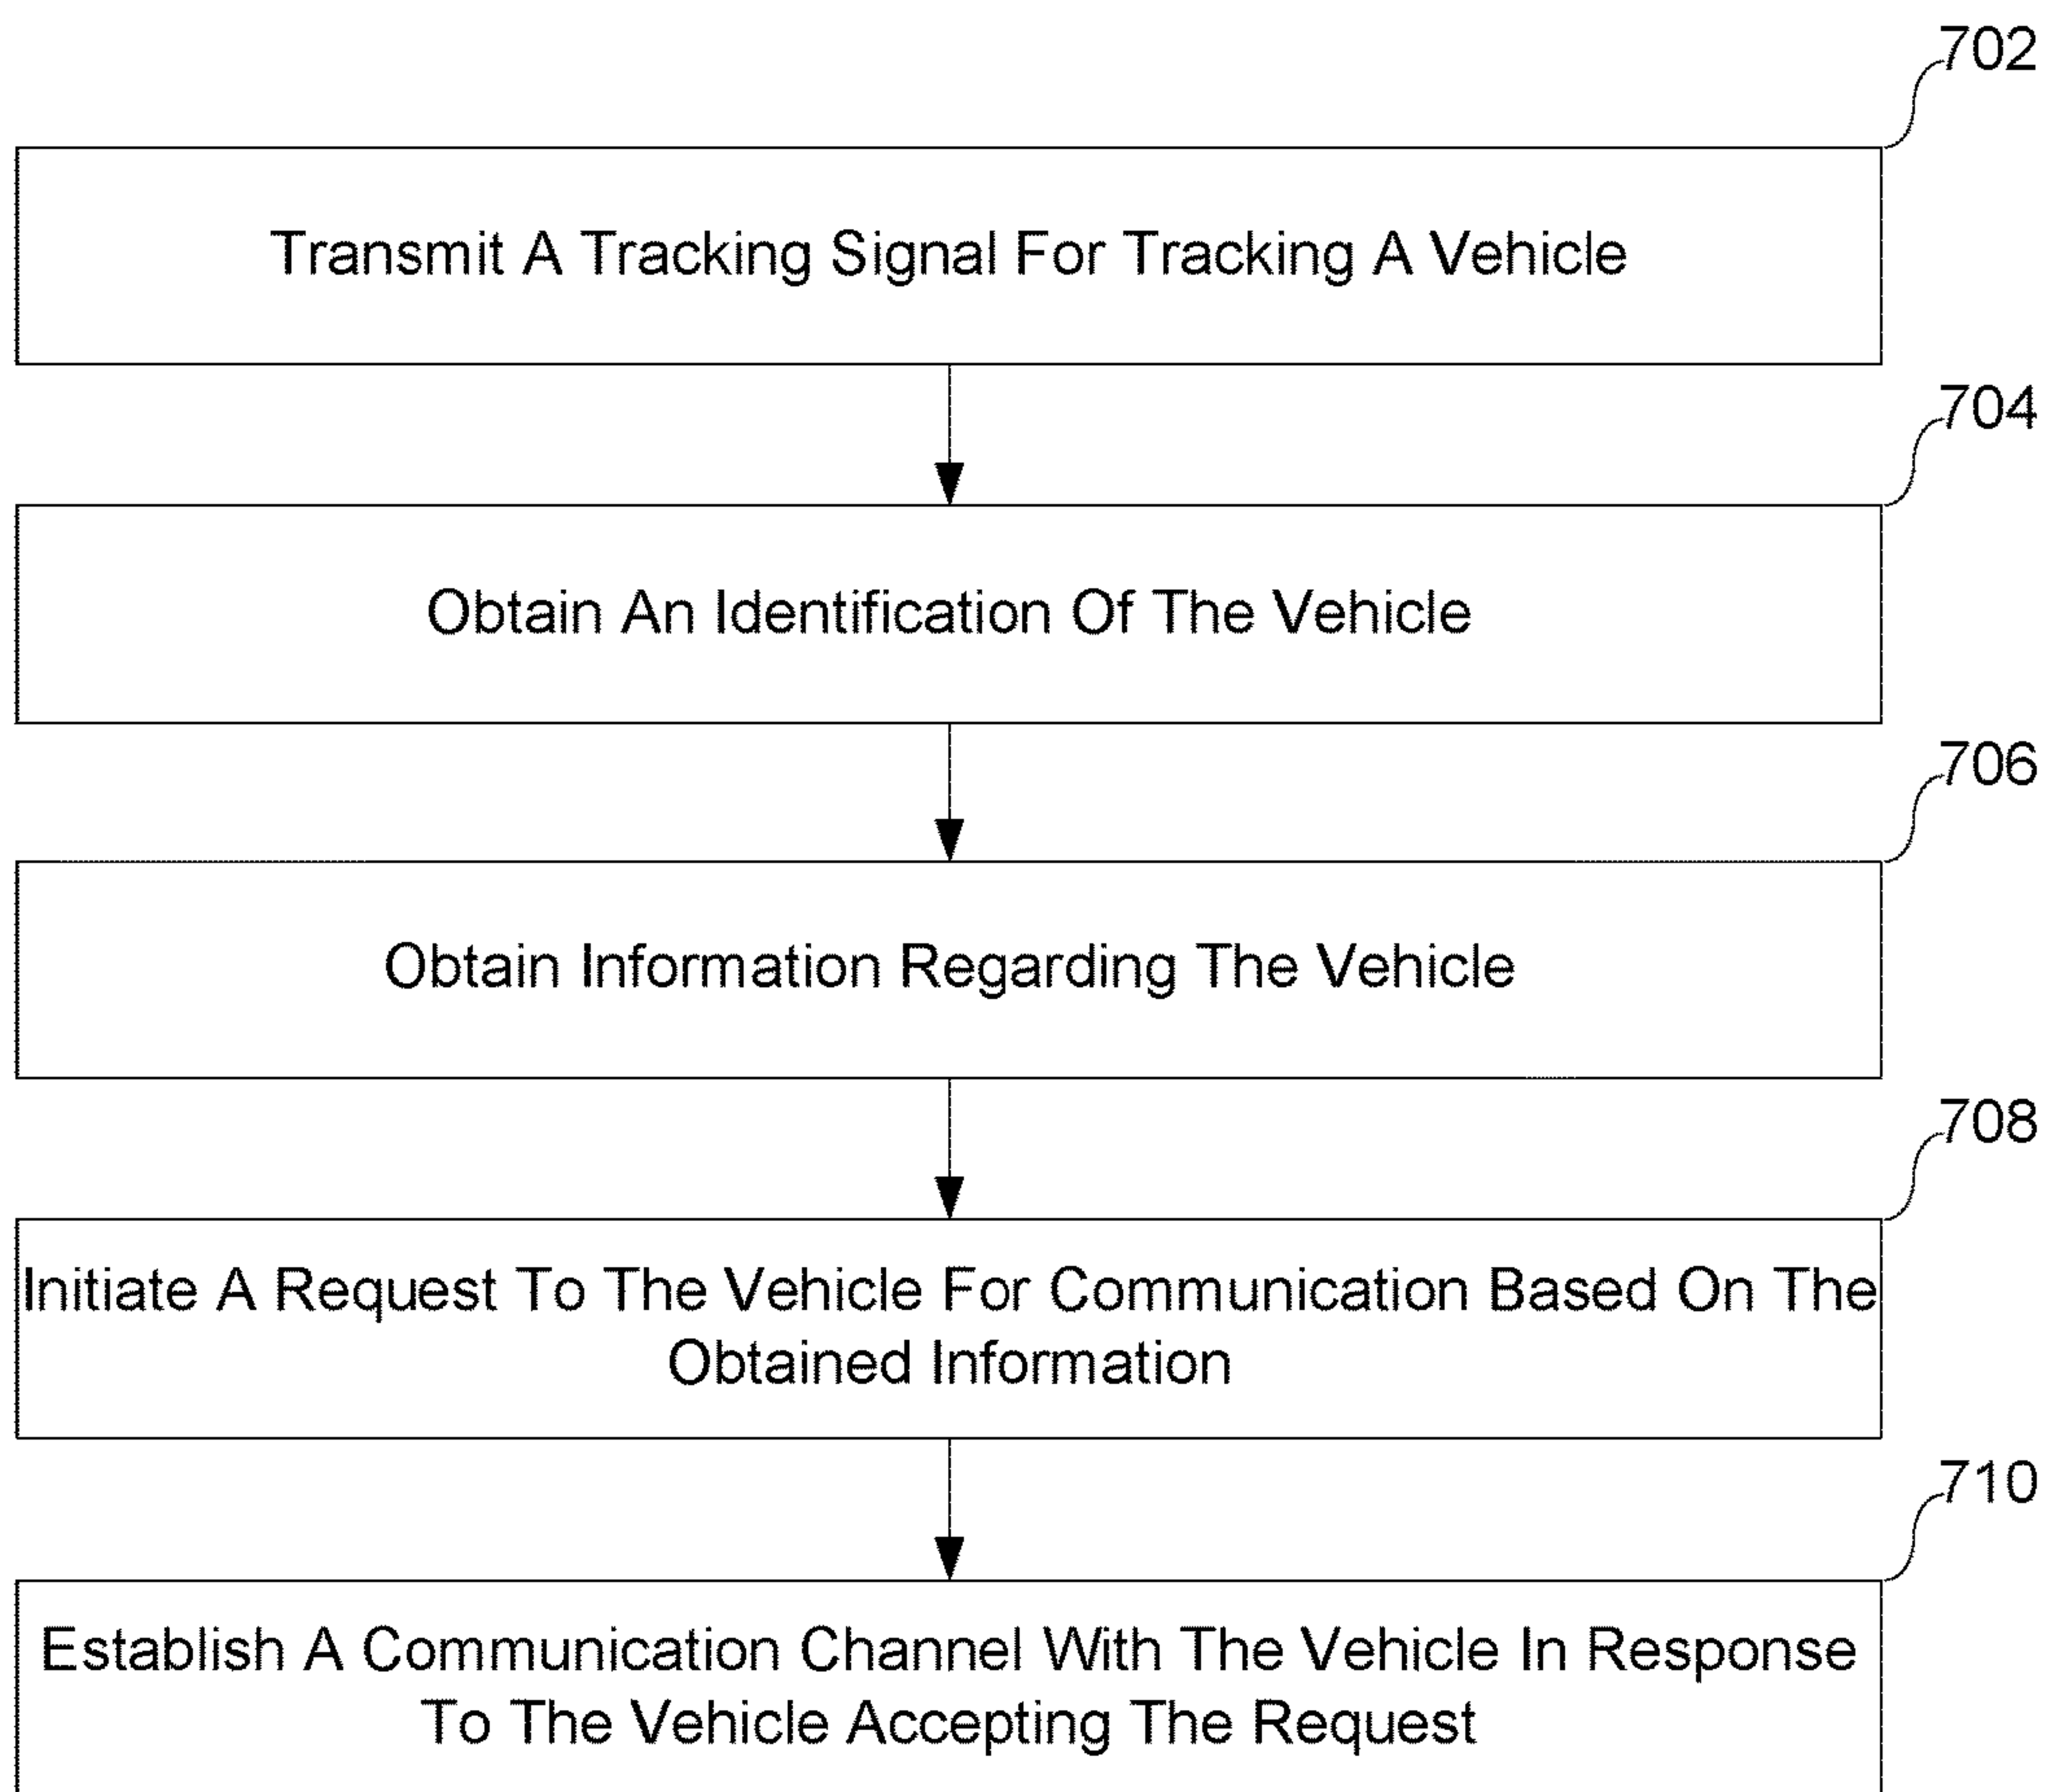 702
Transmit A Tracking Signal For Tracking A Vehicle
704
Obtain An Identification Of The Vehicle
706
Obtain Information Regarding The Vehicle
708
Initiate A Request To The Vehicle For Communication Based On The
Obtained Information
710
Establish A Communication Channel With The Vehicle In Response
To The Vehicle Accepting The Request